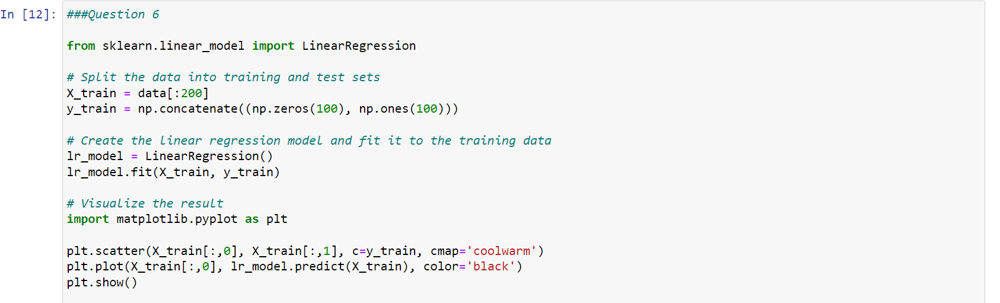 In [12]: ###Question 6
from sklearn.linear_model import LinearRegression
# Split the data into training and test sets
X_train = data[:200]
y_train = np.concatenate((np.zeros(100), np.ones(100)))
# Create the linear regression model and fit it to the training data
lr_model = LinearRegression()
lr_model.fit(X_train, y_train)
# Visualize the result
import matplotlib.pyplot as plt
plt.scatter(X_train[:,0], X_train[:,1], c=y_train, cmap='coolwarm')
plt.plot(X_train[:,0], lr_model.predict(X_train), color='black')
plt.show()